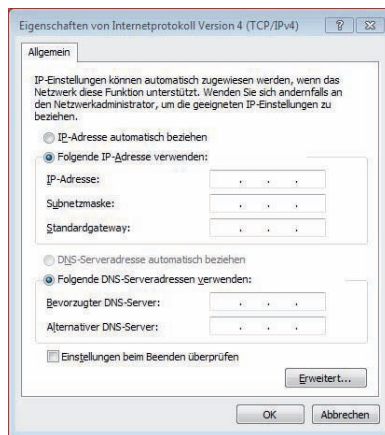 Eigenschaften von Internetprotokoll Version 4 (TCP/IPv4)
Allgemein
IP-Einstellungen können automatisch zugewiesen werden, wenn das
Netzwerk diese Funktion unterstützt. Wenden Sie sich andernfalls an
den Netzwerkadministrator, um die geeigneten IP-Einstellungen zu
beziehen.
IP-Adresse automatisch beziehen
Folgende IP-Adresse verwenden:
IP-Adresse: . . .
Subnetzmaske: . . .
Standardgateway: . . .
DNS-Serveradresse automatisch beziehen
Folgende DNS-Serveradressen verwenden:
Bevorzugter DNS-Server: . . .
Alternativer DNS-Server: . . .
Einstellungen beim Beenden überprüfen
Erweitert...
OK Abbrechen